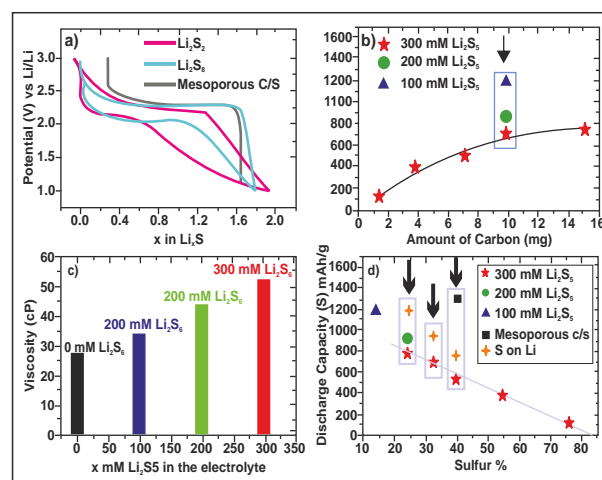 a)
Li₂S₂
Li₂S₈
Mesoporous C/S
Potential (V) vs Li/Li
3.0
2.5
2.0
1.5
1.0
0.0
0.4
0.8
1.2
1.6
2.0
x in LiₓS
b)
300 mM Li₂S₅
200 mM Li₂S₅
100 mM Li₂S₅
1600
1400
1200
1800
800
600
400
200
0
0 2 4 6 8 10 12 14 16
Amount of Carbon (mg)
c)
300 mM Li₂S₆
200 mM Li₂S₆
200 mM Li₂S₆
0 mM Li₂S₆
Viscosity (cP)
60
50
40
30
20
10
0
0 50 100 150 200 250 300 350
x mM Li₂S5 in the electrolyte
d)
300 mM Li₂S₅
200 mM Li₂S₅
100 mM Li₂S₅
Mesoporous c/s
S on Li
Discharge Capacity (S) mAh/g
1600
1400
1200
1000
800
600
400
200
0
10 20 30 40 50 60 70 80 90
Sulfur %